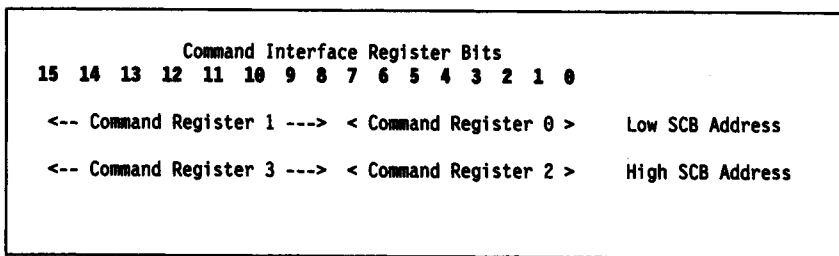 Command Interface Register Bits
15 14 13 12 11 10 9 8 7 6 5 4 3 2 1 0
<-- Command Register 1 ---> < Command Register 0 > Low SCB Address
<-- Command Register 3 ---> < Command Register 2 > High SCB Address